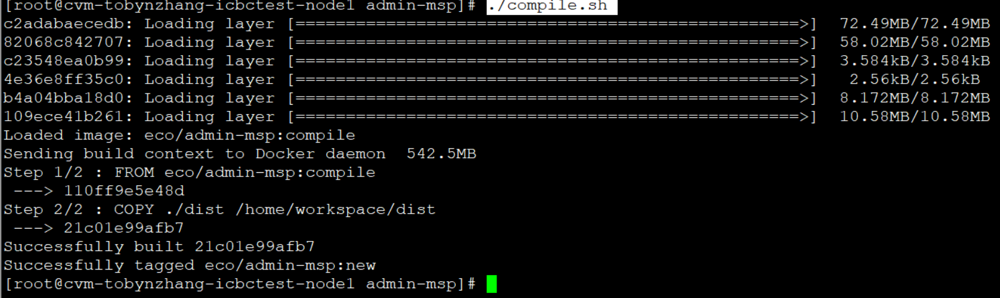 [root@cvm-tobynzhang-icbctest-node1 admin-msp]# ./compile.sh
c2adabaecedb: Loading layer [==================================================>]  72.49MB/72.49MB
82068c842707: Loading layer [==================================================>]  58.02MB/58.02MB
c23548ea0b99: Loading layer [==================================================>]  3.584kB/3.584kB
4e36e8ff35c0: Loading layer [==================================================>]   2.56kB/2.56kB
b4a04bba18d0: Loading layer [==================================================>]  8.172MB/8.172MB
109ece41b261: Loading layer [==================================================>]  10.58MB/10.58MB
Loaded image: eco/admin-msp:compile
Sending build context to Docker daemon  542.5MB
Step 1/2 : FROM eco/admin-msp:compile
 ---> 110ff9e5e48d
Step 2/2 : COPY ./dist /home/workspace/dist
 ---> 21c01e99afb7
Successfully built 21c01e99afb7
Successfully tagged eco/admin-msp:new
[root@cvm-tobynzhang-icbctest-node1 admin-msp]#